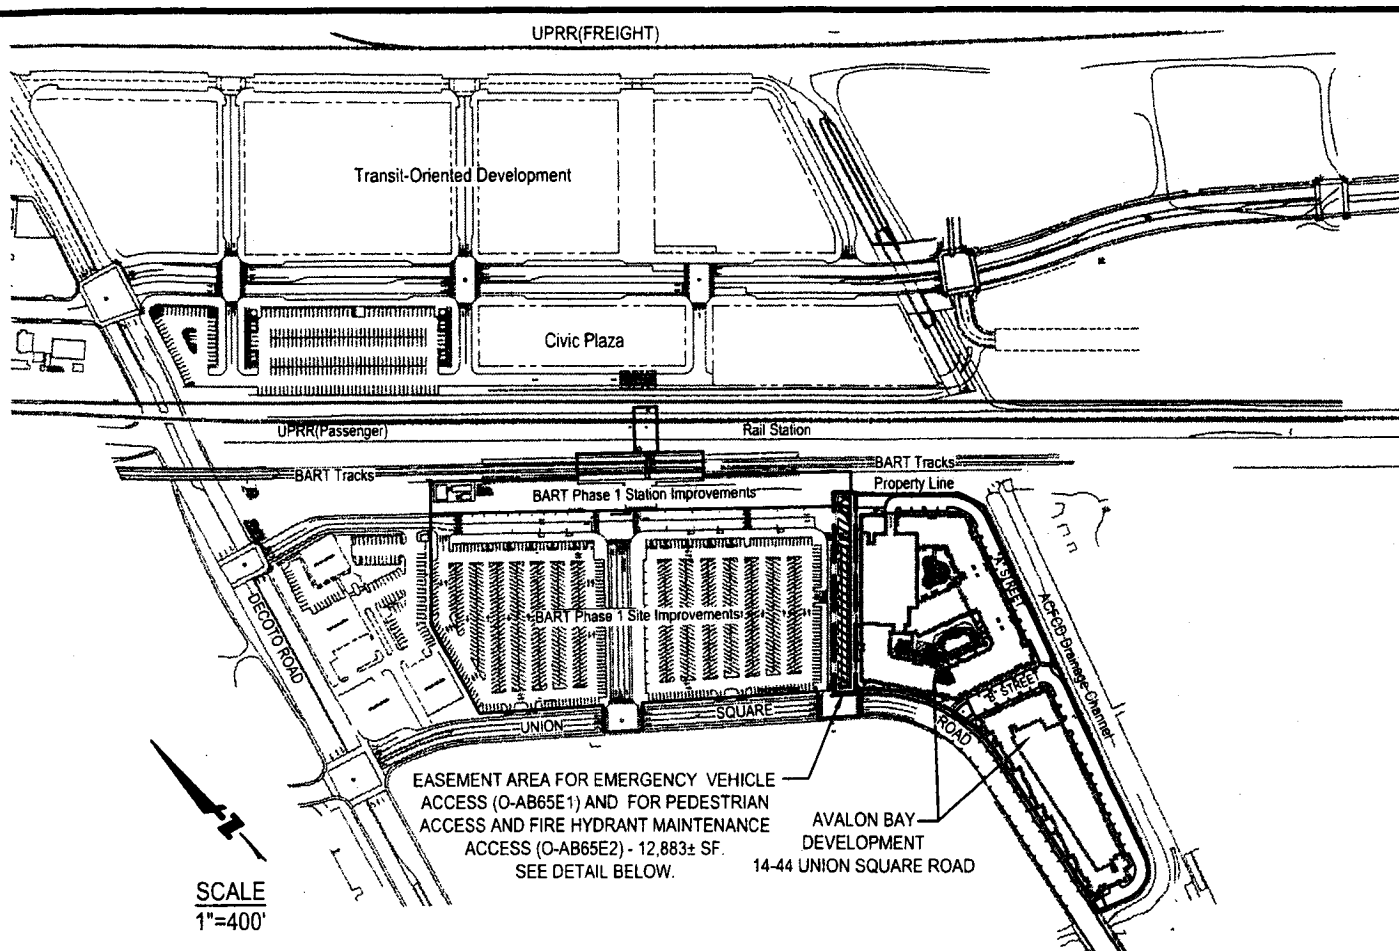 UPRR(FREIGHT)
Transit-Oriented Development
Civic Plaza
UPRR(Passenger)
Rail Station
BART Tracks
BART Tracks
Property Line
BART Phase 1 Station Improvements
BART Phase 1 Site Improvements
"A" STREET
ACFCD Drainage Channel
DECOTO ROAD
"B" STREET
UNION SQUARE ROAD
EASEMENT AREA FOR EMERGENCY VEHICLE
ACCESS (O-AB65E1) AND FOR PEDESTRIAN
ACCESS AND FIRE HYDRANT MAINTENANCE
ACCESS (O-AB65E2) - 12,883± SF.
SEE DETAIL BELOW.
AVALON BAY
DEVELOPMENT
14-44 UNION SQUARE ROAD
N
SCALE
1"=400'